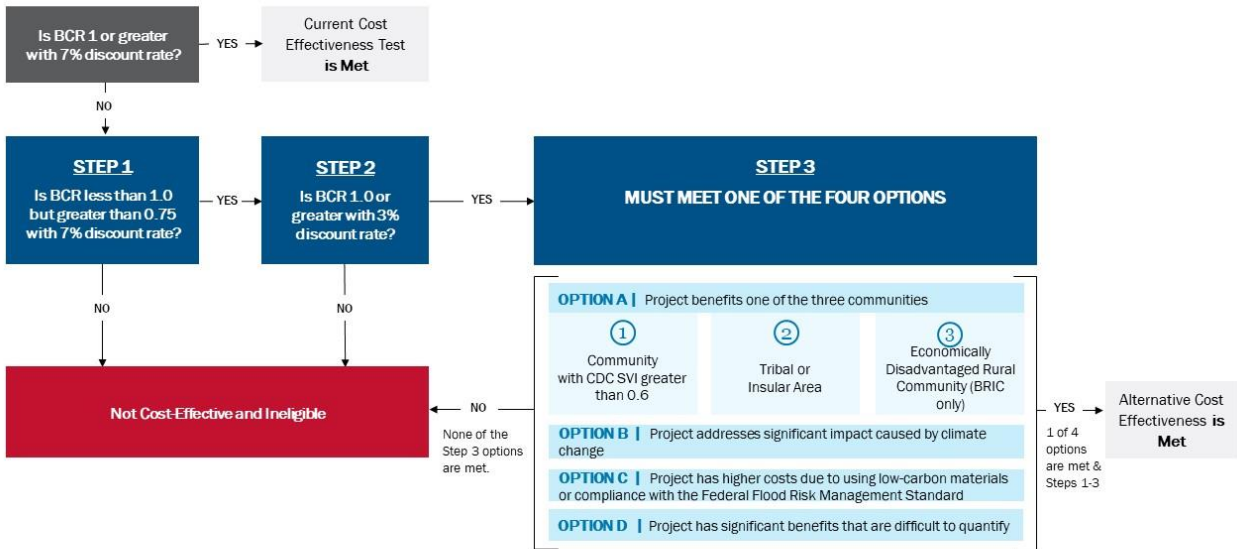 Is BCR 1 or greater
with 7% discount rate?
YES
Current Cost
Effectiveness Test
is Met
NO
STEP 1
Is BCR less than 1.0
but greater than 0.75
with 7% discount rate?
YES
STEP 2
Is BCR 1.0 or
greater with 3%
discount rate?
YES
STEP 3
MUST MEET ONE OF THE FOUR OPTIONS
NO
NO
Not Cost-Effective and Ineligible
NO
None of the
Step 3 options
are met.
OPTION A | Project benefits one of the three communities
1
Community
with CDC SVI greater
than 0.6
2
Tribal or
Insular Area
3
Economically
Disadvantaged Rural
Community (BRIC
only)
OPTION B | Project addresses significant impact caused by climate
change
OPTION C | Project has higher costs due to using low-carbon materials
or compliance with the Federal Flood Risk Management Standard
OPTION D | Project has significant benefits that are difficult to quantify
YES
1 of 4
options
are met &
Steps 1-3
Alternative Cost
Effectiveness is
Met